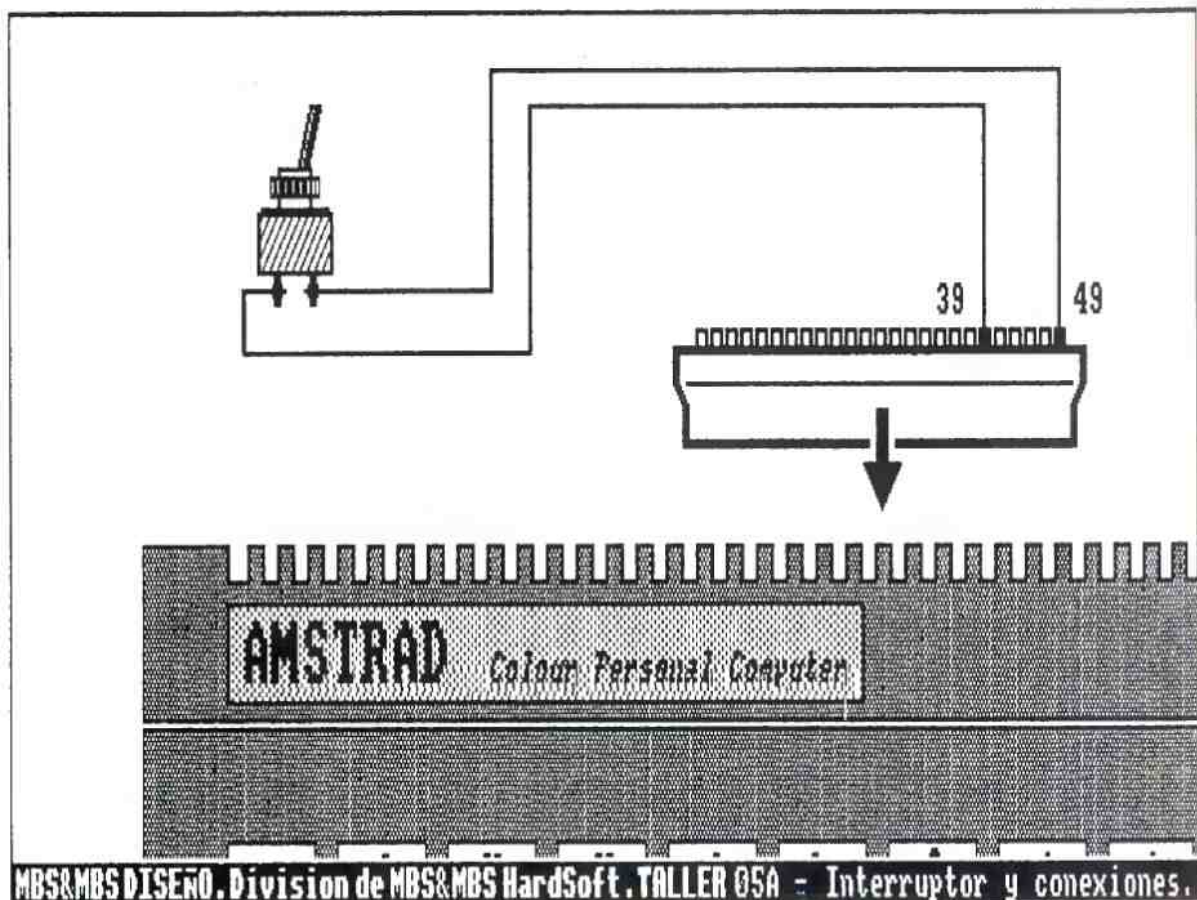 39 49
AMSTRAD Colour Personal Computer
MBS&MBS DISEÑO.Division de MBS&MBS HardSoft.TALLER 05A - Interruptor y conexiones.